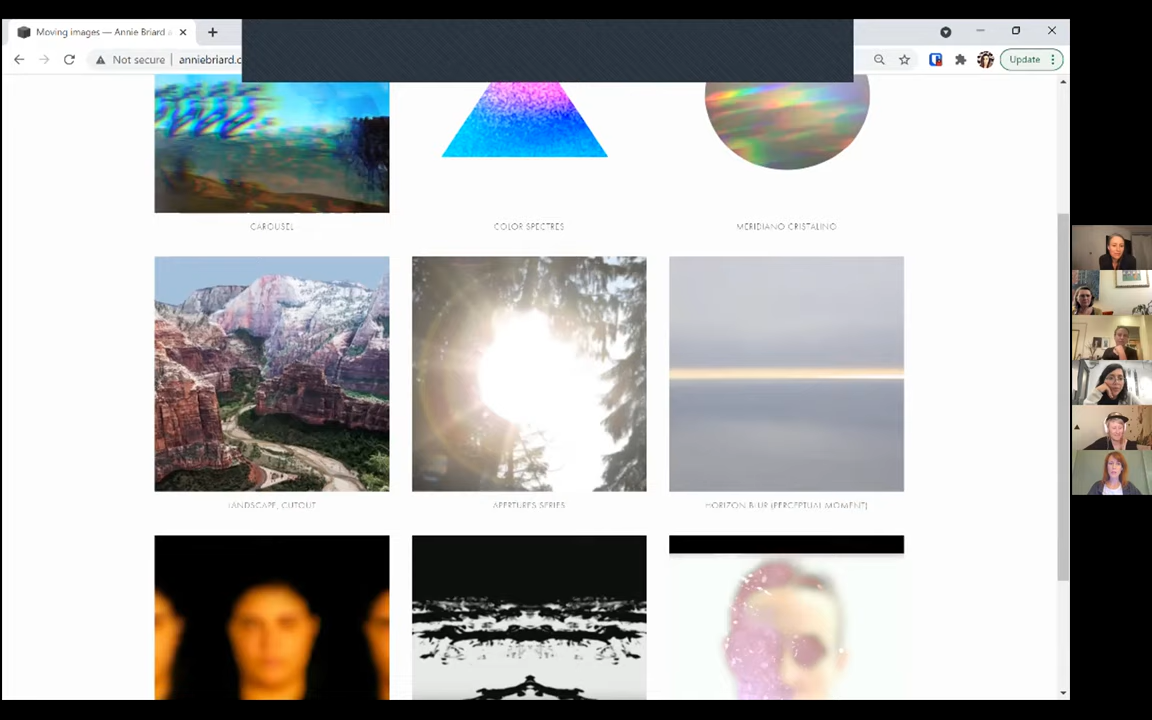 Moving images — Annie Briard
Not secure
anniebriard.c
Update
CAROUSEL
COLOR SPECTRES
MERIDIANO CRISTALINO
LANDSCAPE, CUTOUT
APERTURES SERIES
HORIZON BLUR (PERCEPTUAL MOMENT)